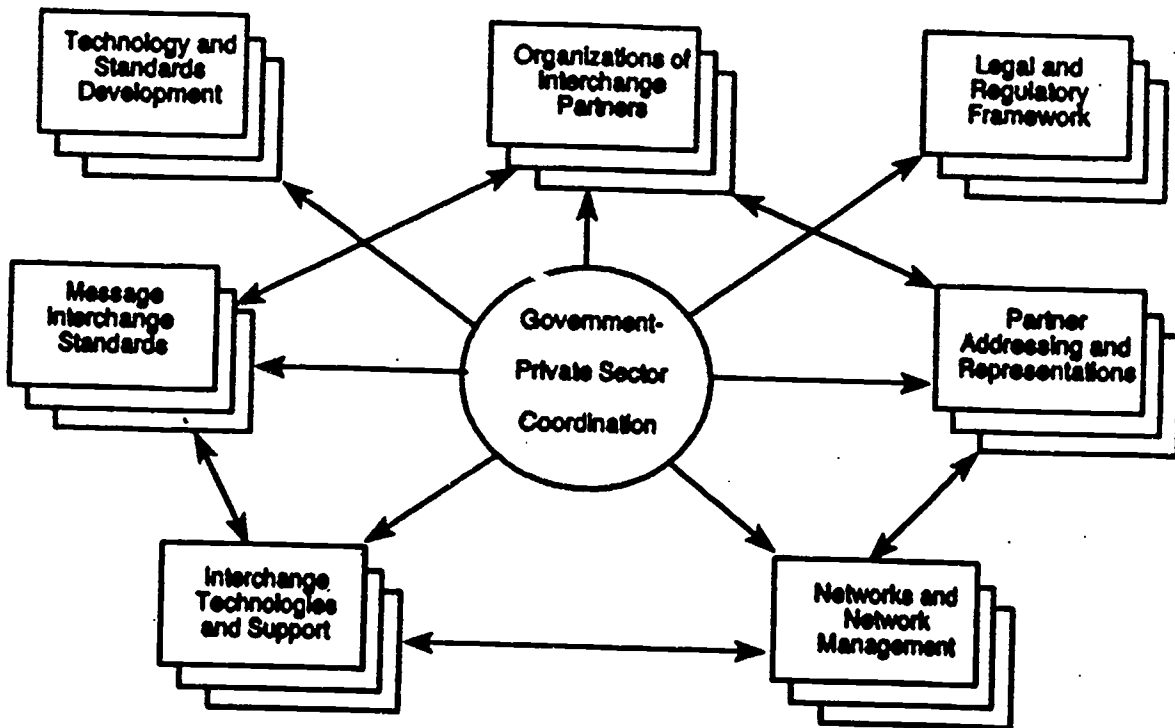 Technology and
Standards
Development
Organizations of
Interchange
Partners
Legal and
Regulatory
Framework
Message
Interchange
Standards
Government-
Private Sector
Coordination
Partner
Addressing and
Representations
Interchange
Technologies
and Support
Networks and
Network
Management